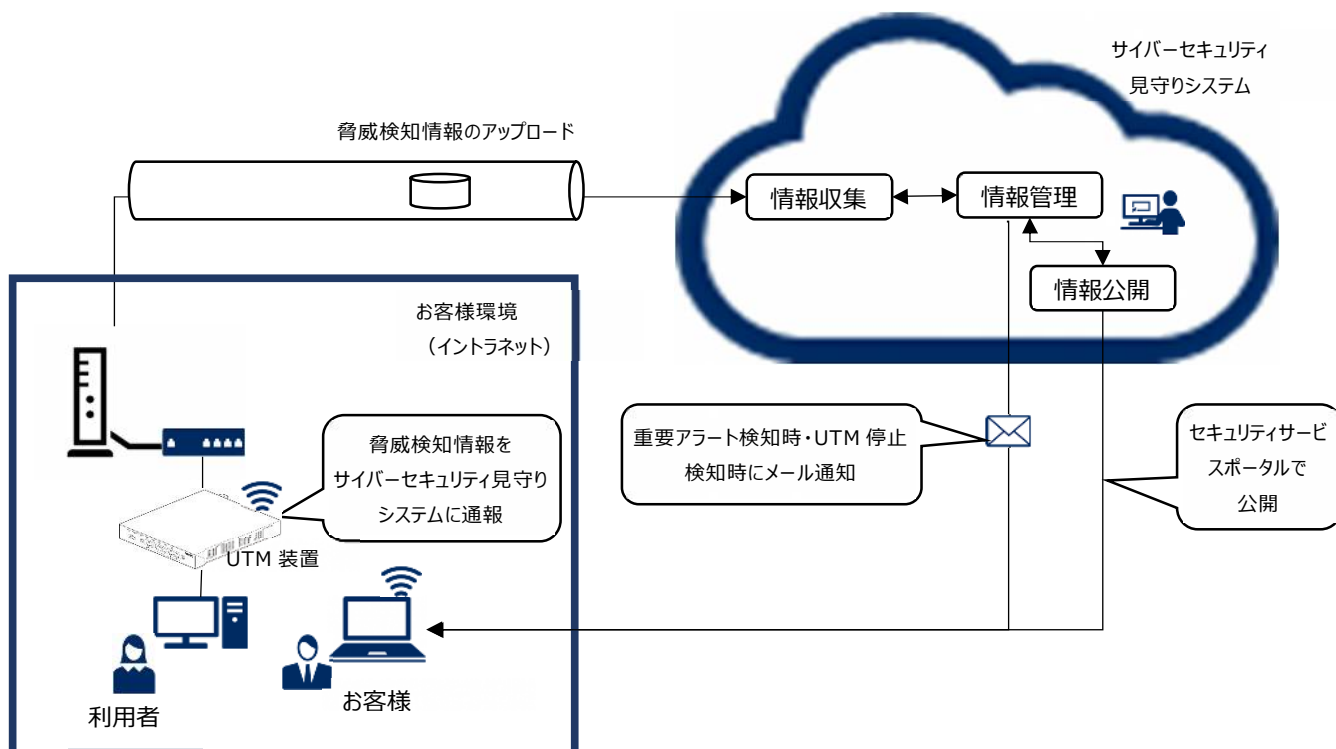 サイバーセキュリティ
見守りシステム
脅威検知情報のアップロード
情報収集
情報管理
情報公開
お客様環境
（イントラネット）
脅威検知情報を
サイバーセキュリティ見守り
システムに通報
UTM 装置
重要アラート検知時・UTM 停止
検知時にメール通知
セキュリティサービ
スポータルで
公開
利用者
お客様